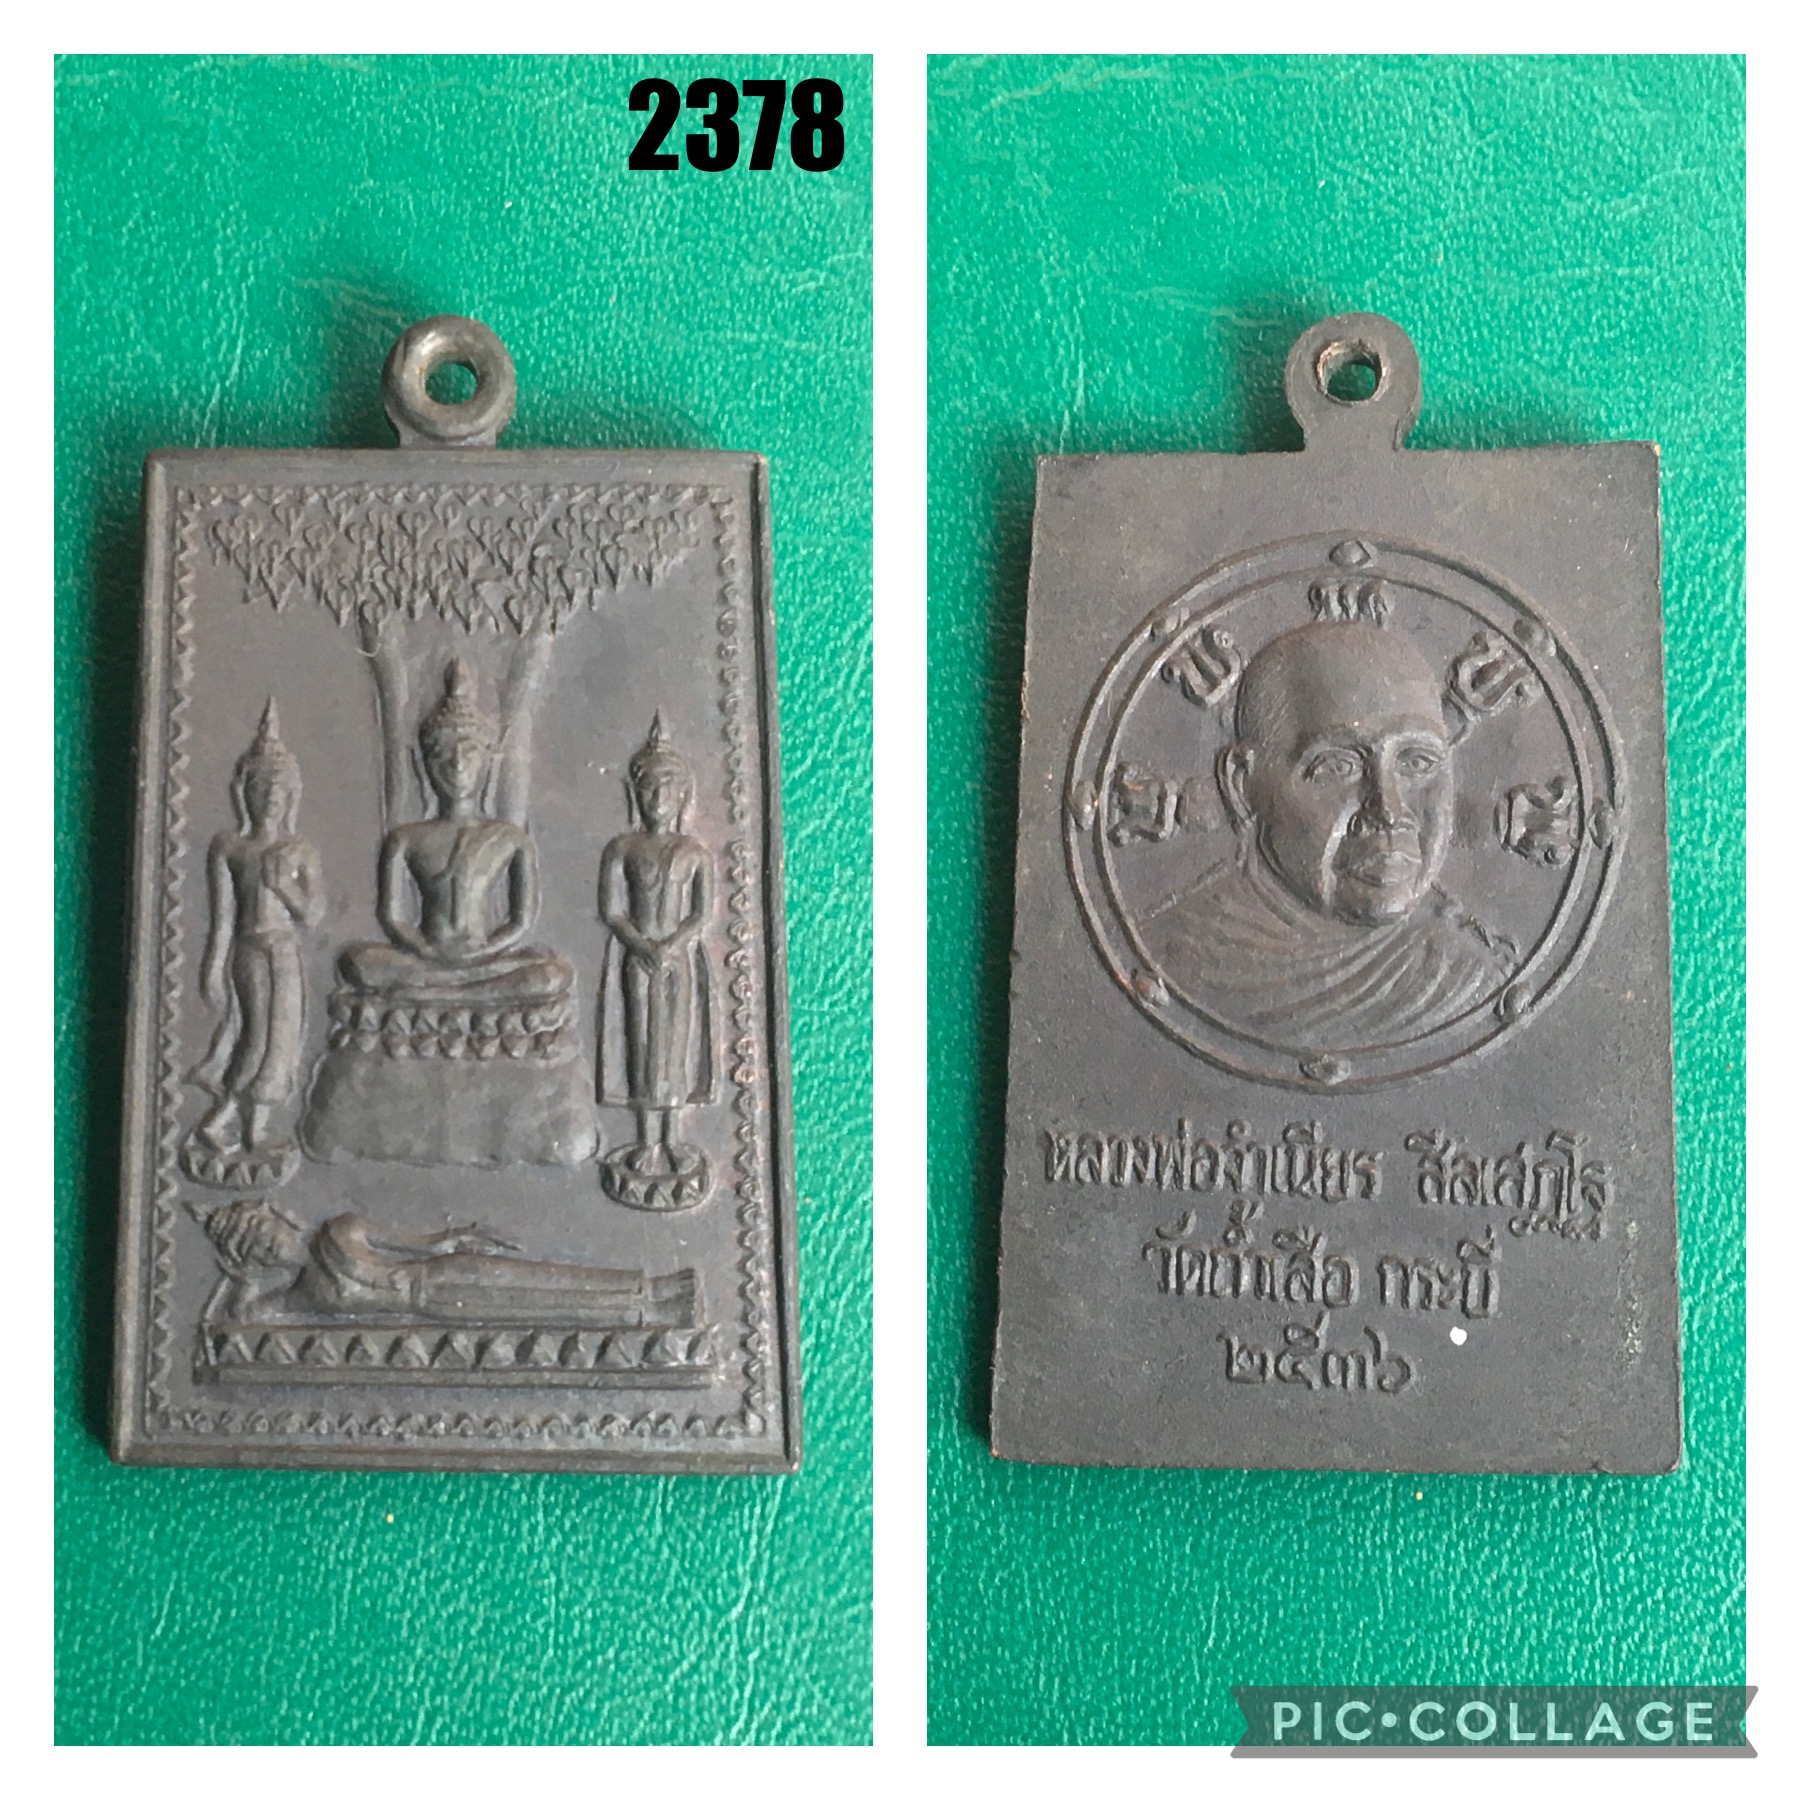 2378
หลวงพ่อจำเนียร สีลเสฏฺโฐ
วัดถ้ำเสือ กระบี่
๒๕๓๖
PIC•COLLAGE